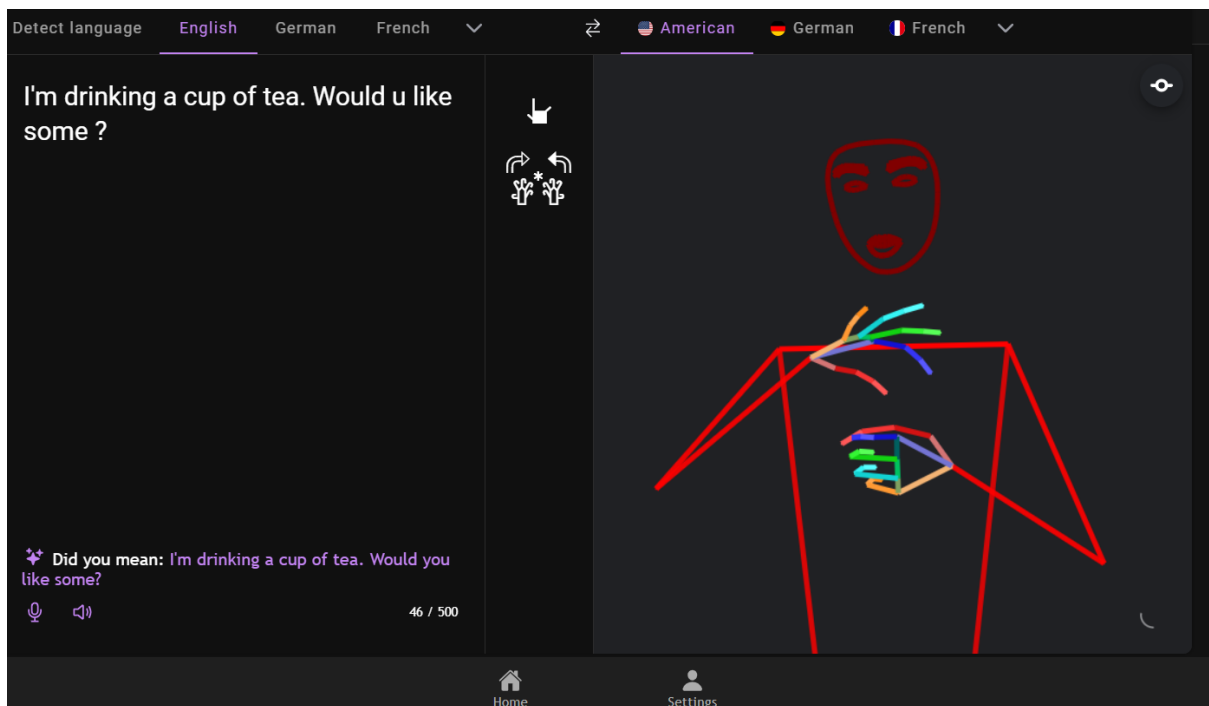 Detect language English German French American German French
I'm drinking a cup of tea. Would u like
some ?
Did you mean: I'm drinking a cup of tea. Would you
like some?
46 / 500
Home Settings